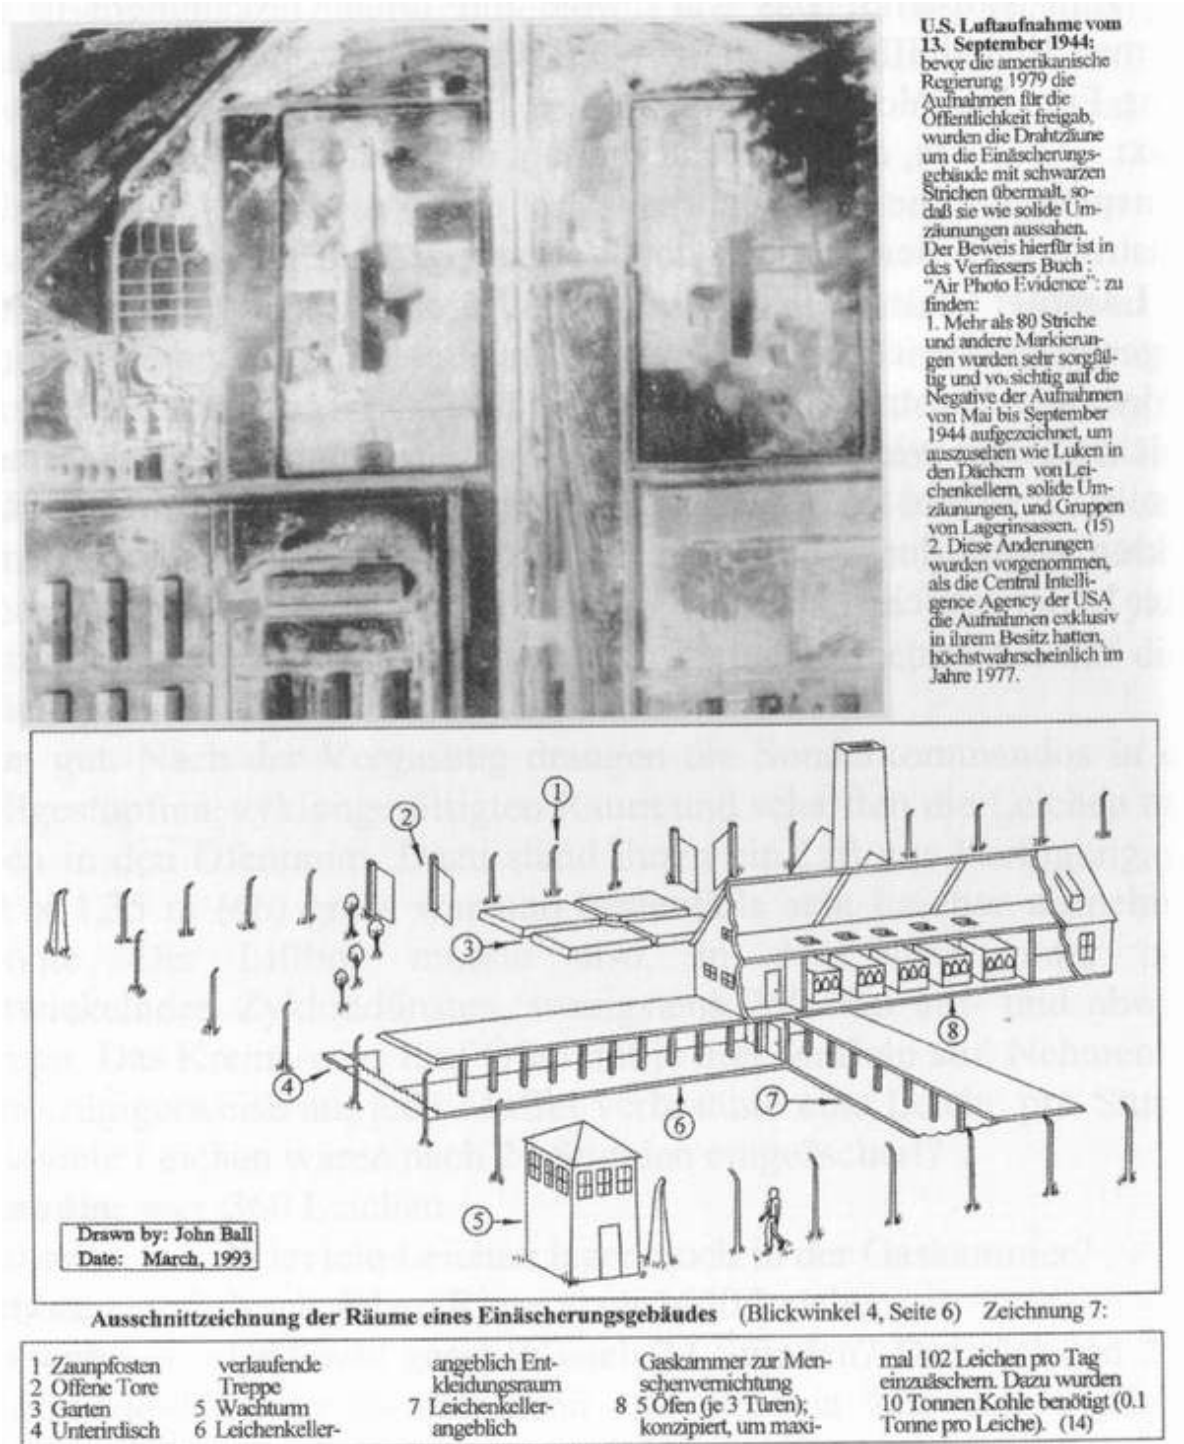 U.S. Luftaufnahme vom
13. September 1944:
bevor die amerikanische
Regierung 1979 die
Aufnahmen für die
Öffentlichkeit freigab,
wurden die Drahtzäune
um die Einäscherungs-
gebäude mit schwarzen
Strichen übermalt, so-
daß sie wie solide Um-
zäunungen aussahen.
Der Beweis hierfür ist in
des Verfassers Buch :
"Air Photo Evidence": zu
finden:
1. Mehr als 80 Striche
und andere Markierun-
gen wurden sehr sorgfäl-
tig und vorsichtig auf die
Negative der Aufnahmen
von Mai bis September
1944 aufgezeichnet, um
auszusehen wie Luken in
den Dächern von Lei-
chenkellern, solide Um-
zäunungen, und Gruppen
von Lagerinsassen. (15)
2. Diese Änderungen
wurden vorgenommen,
als die Central Intelli-
gence Agency der USA
die Aufnahmen exklusiv
in ihrem Besitz hatten,
höchstwahrscheinlich im
Jahre 1977.
1
2
3
4
5
6
7
8
Drawn by: John Ball
Date: March, 1993
Ausschnittzeichnung der Räume eines Einäscherungsgebäudes (Blickwinkel 4, Seite 6) Zeichnung 7:
1 Zaunpfosten
2 Offene Tore
3 Garten
4 Unterirdisch
verlaufende
Treppe
5 Wachturm
6 Leichenkeller-
angeblich Ent-
kleidungsraum
7 Leichenkeller-
angeblich
Gaskammer zur Men-
schenvernichtung
8 5 Öfen (je 3 Türen);
konzipiert, um maxi-
mal 102 Leichen pro Tag
einzuäschern. Dazu wurden
10 Tonnen Kohle benötigt (0.1
Tonne pro Leiche). (14)